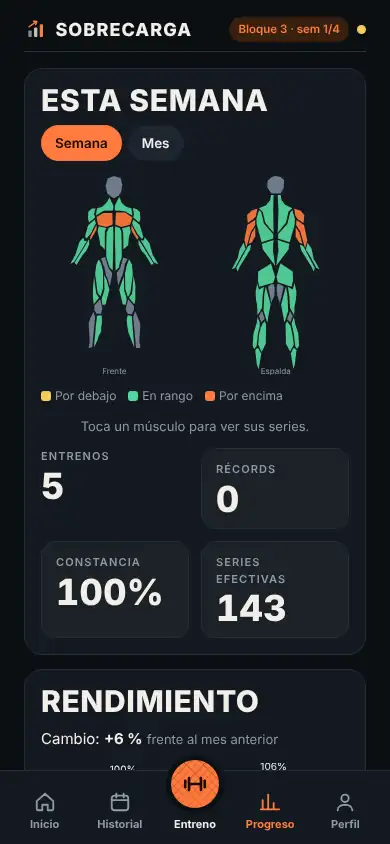 SOBRECARGA
Bloque 3 · sem 1/4
ESTA SEMANA
Semana
Mes
Frente
Espalda
Por debajo
En rango
Por encima
Toca un músculo para ver sus series.
ENTRENOS
5
RÉCORDS
0
CONSTANCIA
100%
SERIES
EFECTIVAS
143
RENDIMIENTO
Cambio: +6 % frente al mes anterior
100%
106%
Inicio
Historial
Entreno
Progreso
Perfil